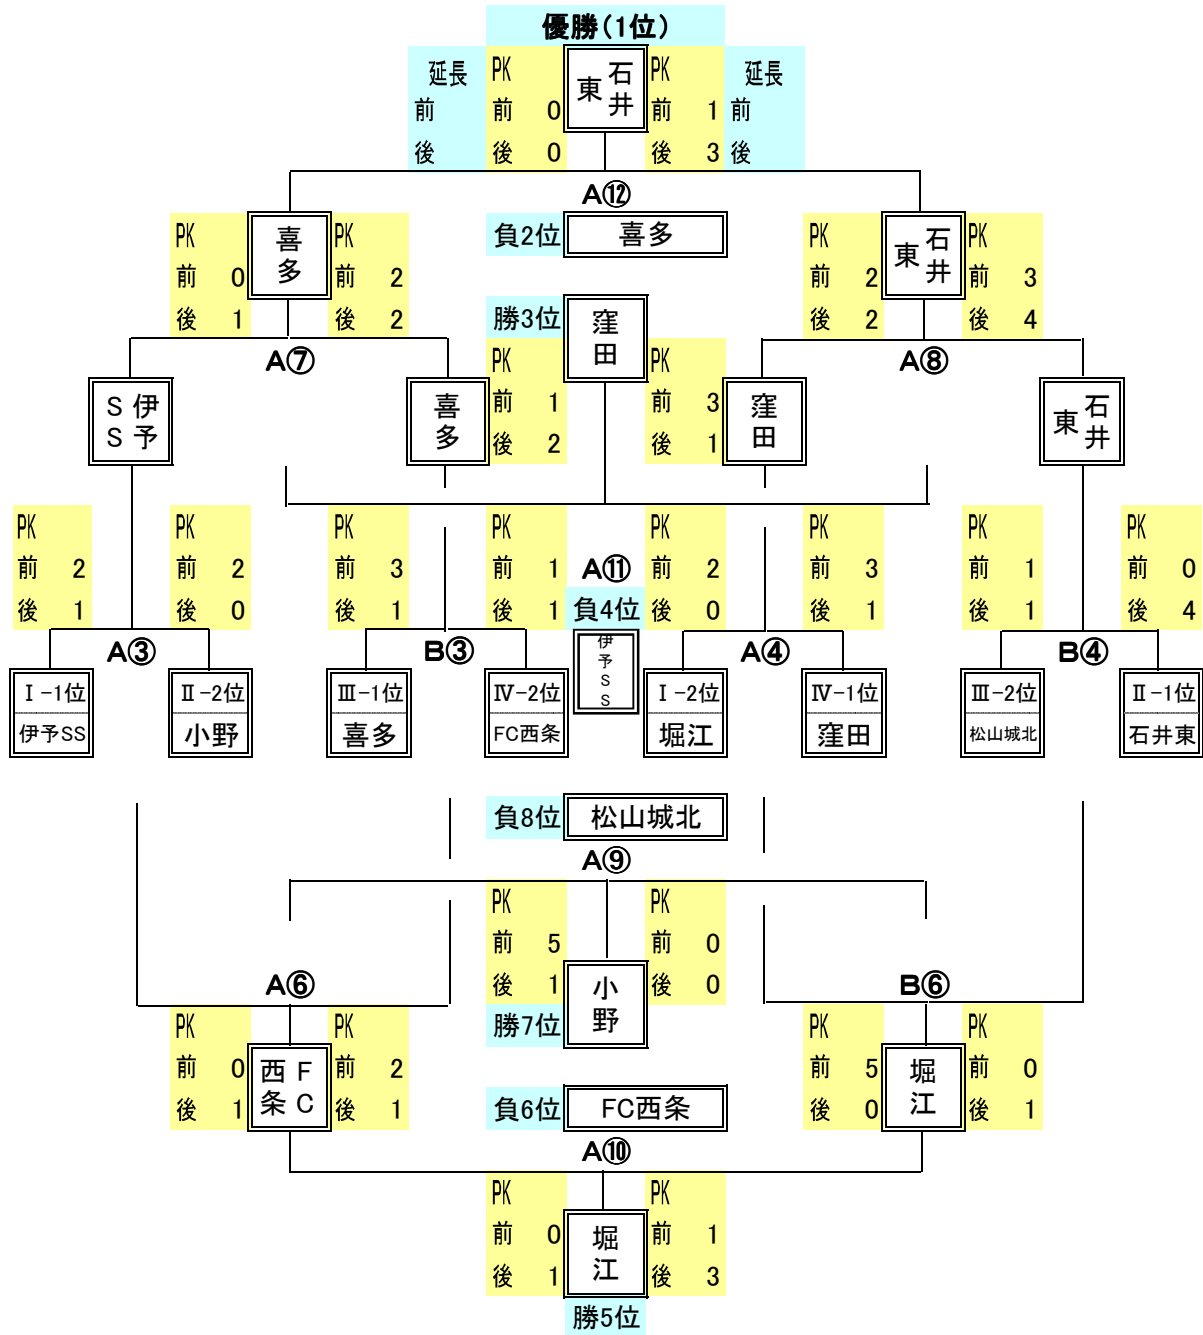 優勝(1位)
延長 PK 石井東 PK 延長
前 前 0 前 1 前
後 後 0 後 3 後
A⑫
PK 喜多 PK 負2位 喜多 PK 石井東 PK
前 0 前 2 前 2 前 3
後 1 後 2 勝3位 窪田 後 2 後 4
A⑦ PK PK A⑧
伊予SS 喜多 前 1 前 3 窪田 石井東
後 2 後 1
PK PK PK PK PK PK PK PK
前 2 前 2 前 3 前 1 A⑪ 前 2 前 3 前 1 前 0
後 1 後 0 後 1 後 1 負4位 後 0 後 1 後 1 後 4
A③ B③ 伊予SS A④ B④
Ⅰ-1位 Ⅱ-2位 Ⅲ-1位 Ⅳ-2位 Ⅰ-2位 Ⅳ-1位 Ⅲ-2位 Ⅱ-1位
伊予SS 小野 喜多 FC西条 堀江 窪田 松山城北 石井東
負8位 松山城北
A⑨
PK PK
前 5 前 0
A⑥ 後 1 小野 後 0 B⑥
PK PK 勝7位 PK PK
前 0 FC西条 前 2 前 5 堀江 前 0
後 1 後 1 負6位 FC西条 後 0 後 1
A⑩
PK PK
前 0 堀江 前 1
後 1 後 3
勝5位